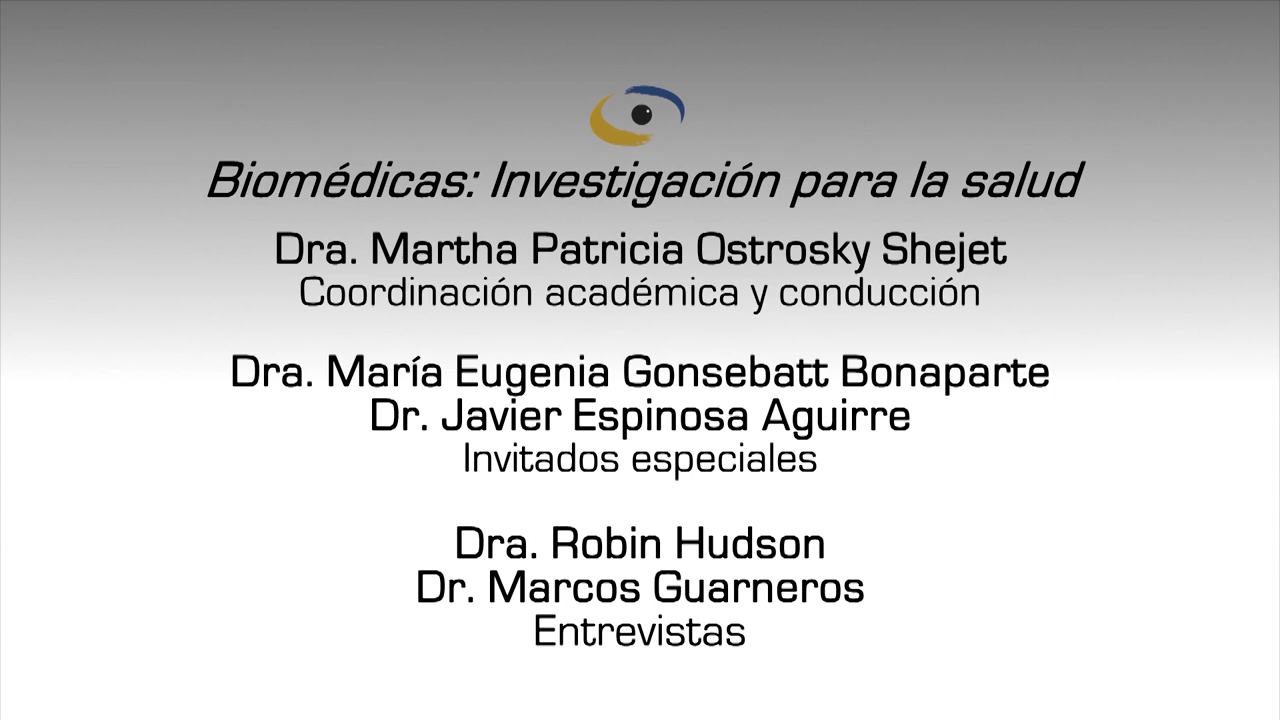 Biomédicas: Investigación para la salud
Dra. Martha Patricia Ostrosky Shejet
Coordinación académica y conducción
Dra. María Eugenia Gonsebatt Bonaparte
Dr. Javier Espinosa Aguirre
Invitados especiales
Dra. Robin Hudson
Dr. Marcos Guarneros
Entrevistas